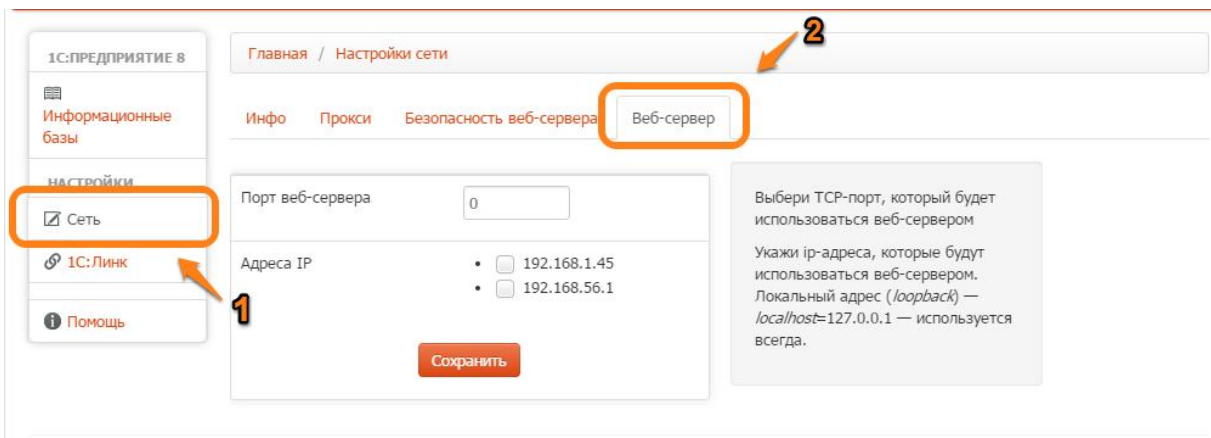 2
1С:ПРЕДПРИЯТИЕ 8
Главная / Настройки сети
Информационные
базы
Инфо Прокси Безопасность веб-сервера Веб-сервер
НАСТРОЙКИ
Сеть
1С:Линк
Помощь
1
Порт веб-сервера 0
Адреса IP
• 192.168.1.45
• 192.168.56.1
Сохранить
Выбери TCP-порт, который будет
использоваться веб-сервером
Укажи ip-адреса, которые будут
использоваться веб-сервером.
Локальный адрес (loopback) —
localhost=127.0.0.1 — используется
всегда.